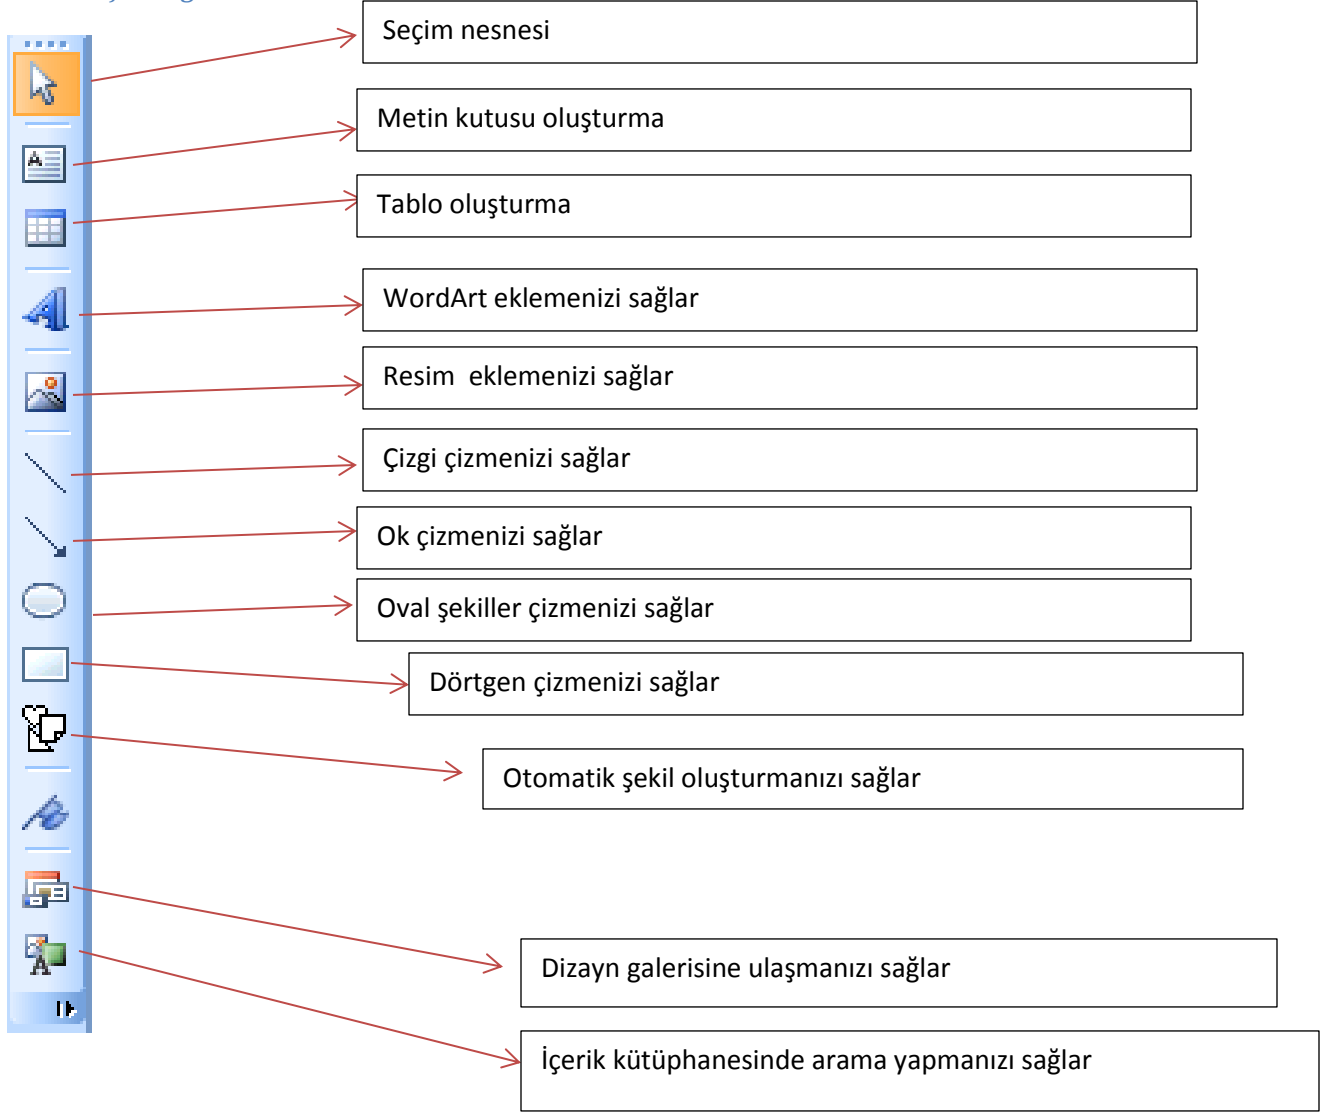 Seçim nesnesi
Metin kutusu oluşturma
Tablo oluşturma
WordArt eklemenizi sağlar
Resim  eklemenizi sağlar
Çizgi çizmenizi sağlar
Ok çizmenizi sağlar
Oval şekiller çizmenizi sağlar
Dörtgen çizmenizi sağlar
Otomatik şekil oluşturmanızı sağlar
Dizayn galerisine ulaşmanızı sağlar
İçerik kütüphanesinde arama yapmanızı sağlar